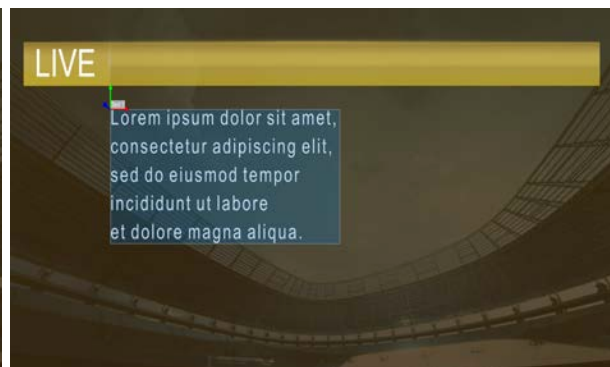 LIVE
Lorem ipsum dolor sit amet,
consectetur adipiscing elit,
sed do eiusmod tempor
incididunt ut labore
et dolore magna aliqua.